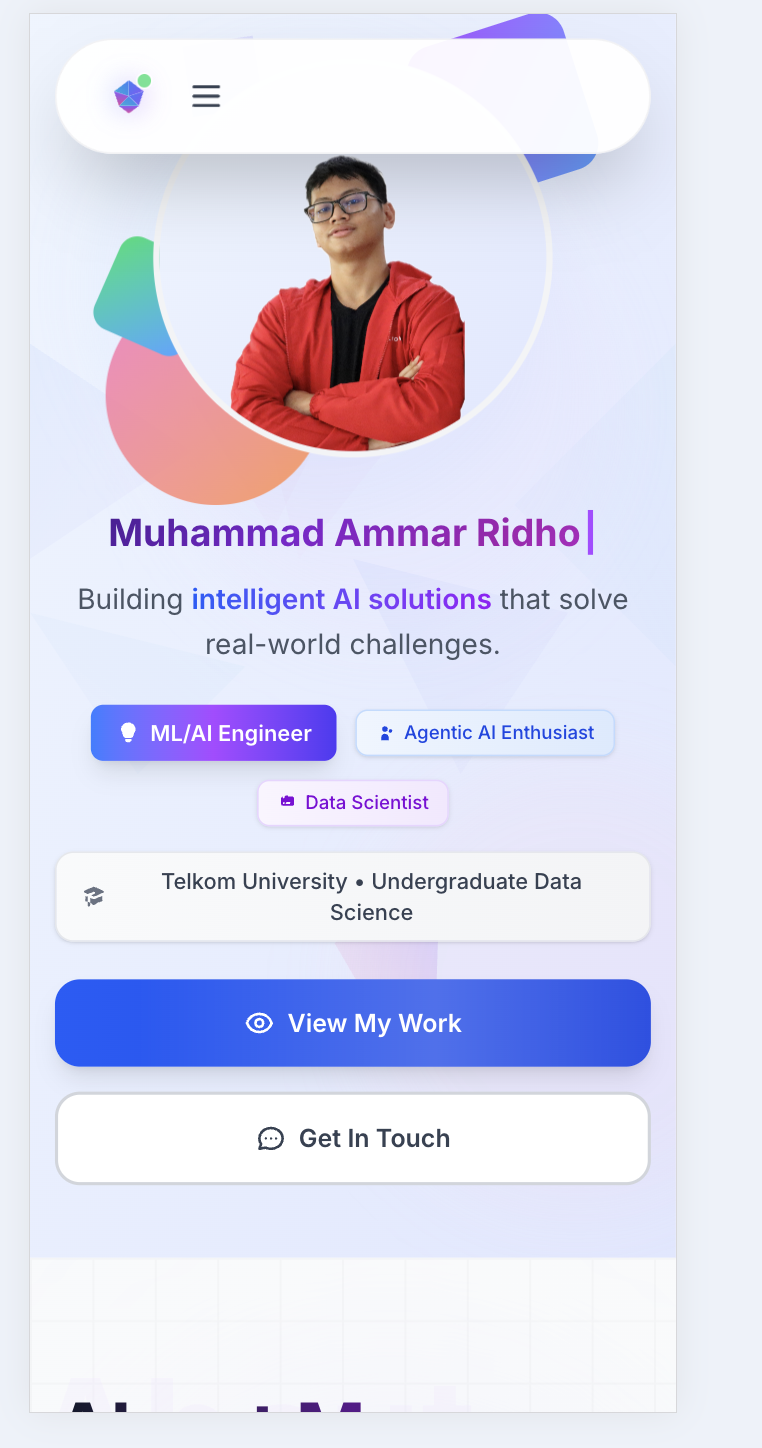 Muhammad Ammar Ridho
Building intelligent AI solutions that solve
real-world challenges.
ML/AI Engineer
Agentic AI Enthusiast
Data Scientist
Telkom University • Undergraduate Data
Science
View My Work
Get In Touch